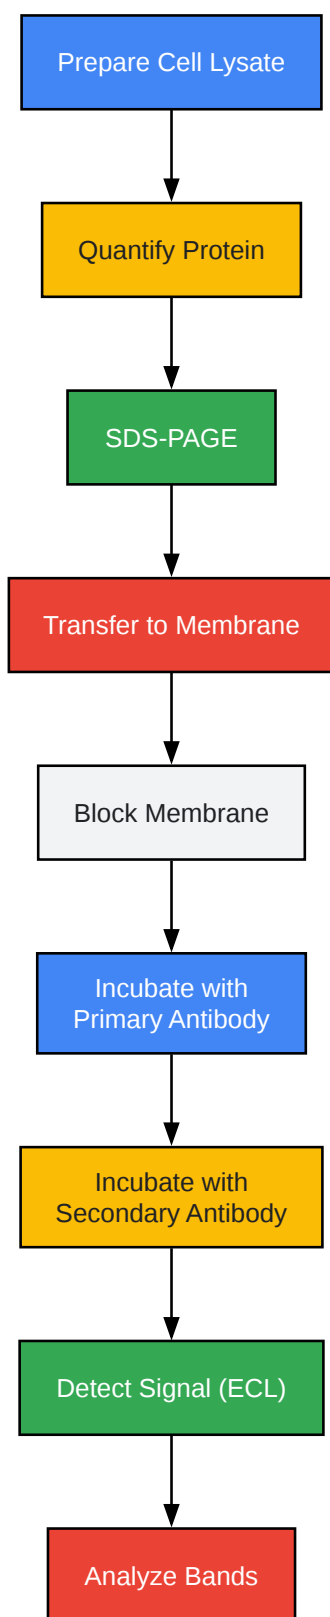 Prepare Cell Lysate
Quantify Protein
SDS-PAGE
Transfer to Membrane
Block Membrane
Incubate with
Primary Antibody
Incubate with
Secondary Antibody
Detect Signal (ECL)
Analyze Bands